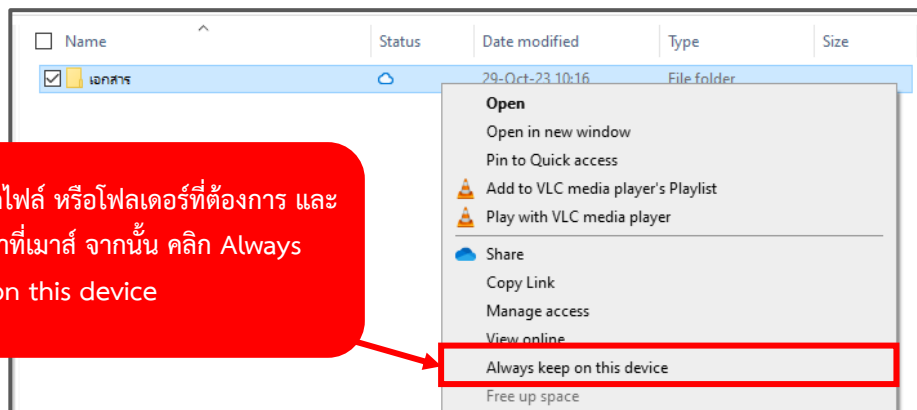 Name Status Date modified Type Size
เอกสาร 29-Oct-23 10:16 File folder
Open
Open in new window
Pin to Quick access
Add to VLC media player's Playlist
Play with VLC media player
Share
Copy Link
Manage access
View online
Always keep on this device
Free up space
ไฟล์ หรือโฟลเดอร์ที่ต้องการ และ
ที่เมาส์ จากนั้น คลิก Always
on this device